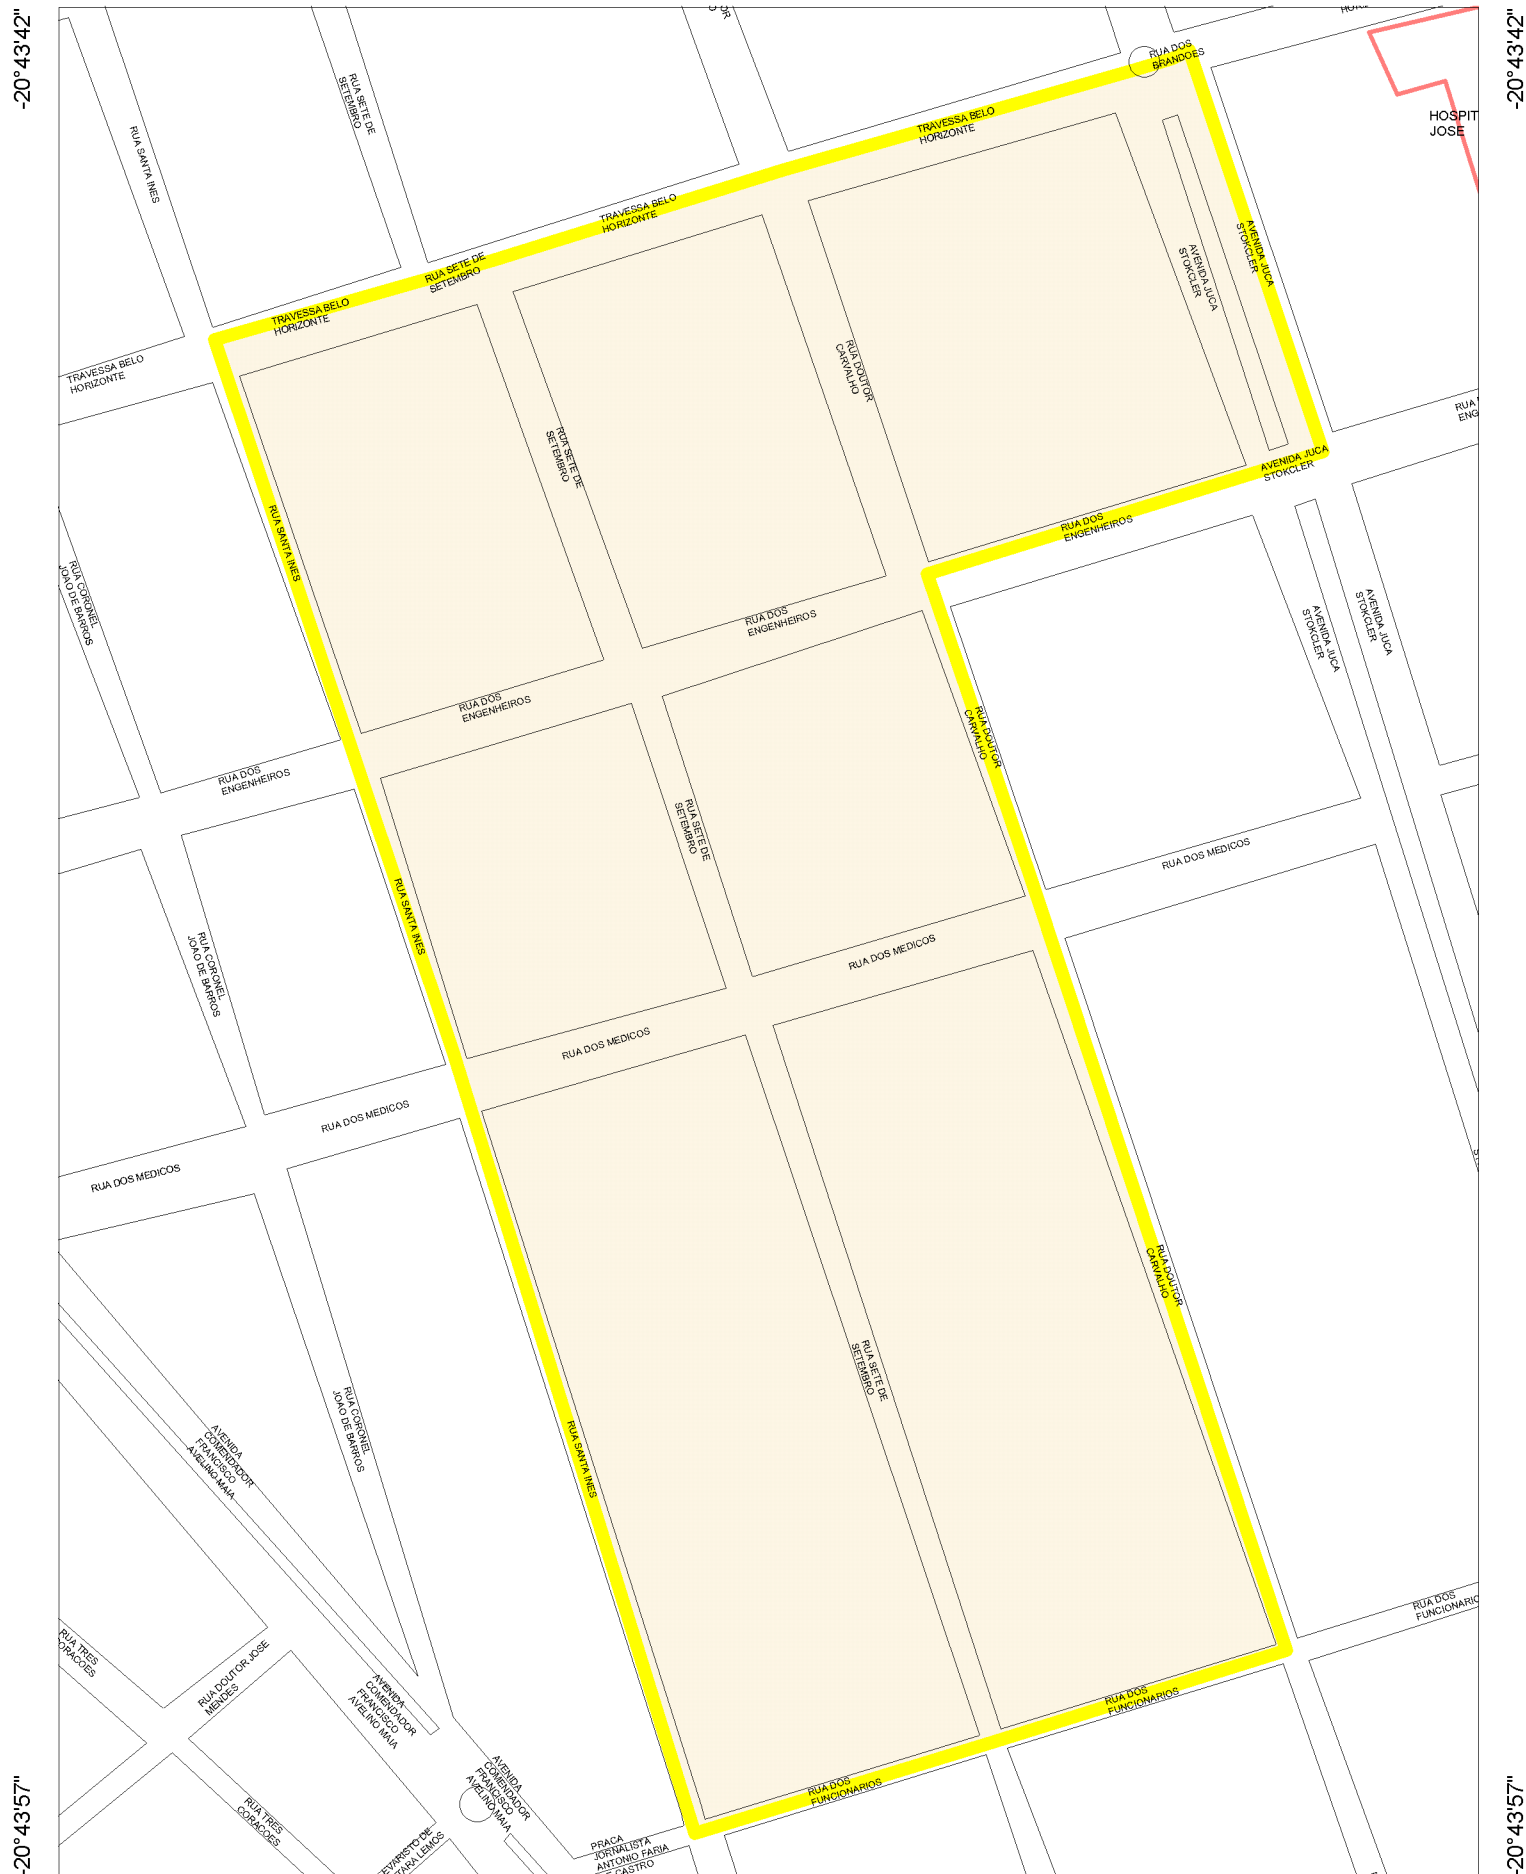 -20°43'42"
-20°43'42"
RUA DOS
BRANDOES
RUA SETE DE
SETEMBRO
RUA SANTA INES
TRAVESSA BELO
HORIZONTE
HOSPIT
JOSE
TRAVESSA BELO
HORIZONTE
RUA SETE DE
SETEMBRO
AVENIDA JUCA
STOKCLER
AVENIDA JUCA
STOKCLER
TRAVESSA BELO
HORIZONTE
TRAVESSA BELO
HORIZONTE
RUA DOUTOR
CARVALHO
RUA
ENG
RUA SETE DE
SETEMBRO
AVENIDA JUCA
STOKCLER
RUA SANTA INES
RUA DOS
ENGENHEIROS
RUA CORONEL
JOAO DE BARROS
RUA DOS
ENGENHEIROS
AVENIDA JUCA
STOKCLER
AVENIDA JUCA
STOKCLER
RUA DOS
ENGENHEIROS
RUA DOUTOR
CARVALHO
RUA DOS
ENGENHEIROS
RUA SETE DE
SETEMBRO
RUA DOS MEDICOS
RUA SANTA INES
RUA CORONEL
JOAO DE BARROS
RUA DOS MEDICOS
RUA DOS MEDICOS
RUA DOS MEDICOS
RUA DOS MEDICOS
RUA DOUTOR
CARVALHO
RUA SETE DE
SETEMBRO
RUA CORONEL
JOAO DE BARROS
RUA SANTA INES
AVENIDA
COMENDADOR
FRANCISCO
AVELINO MAIA
RUA DOS
FUNCIONARIO
RUA TRES
CORACOES
RUA DOUTOR JOSE
MENDES
AVENIDA
COMENDADOR
FRANCISCO
AVELINO MAIA
RUA DOS
FUNCIONARIOS
AVENIDA
COMENDADOR
FRANCISCO
AVELINO MAIA
RUA DOS
FUNCIONARIOS
RUA TRES
CORACOES
EVARISTO DE
TARA LEMOS
PRACA
JORNALISTA
ANTONIO FARIA
CASTRO
-20°43'57"
-20°43'57"